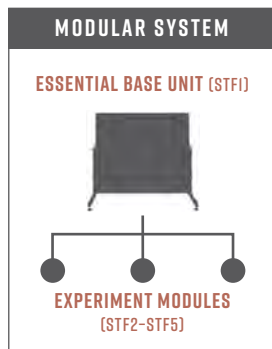 MODULAR SYSTEM
ESSENTIAL BASE UNIT (STF1)
EXPERIMENT MODULES
(STF2-STF5)